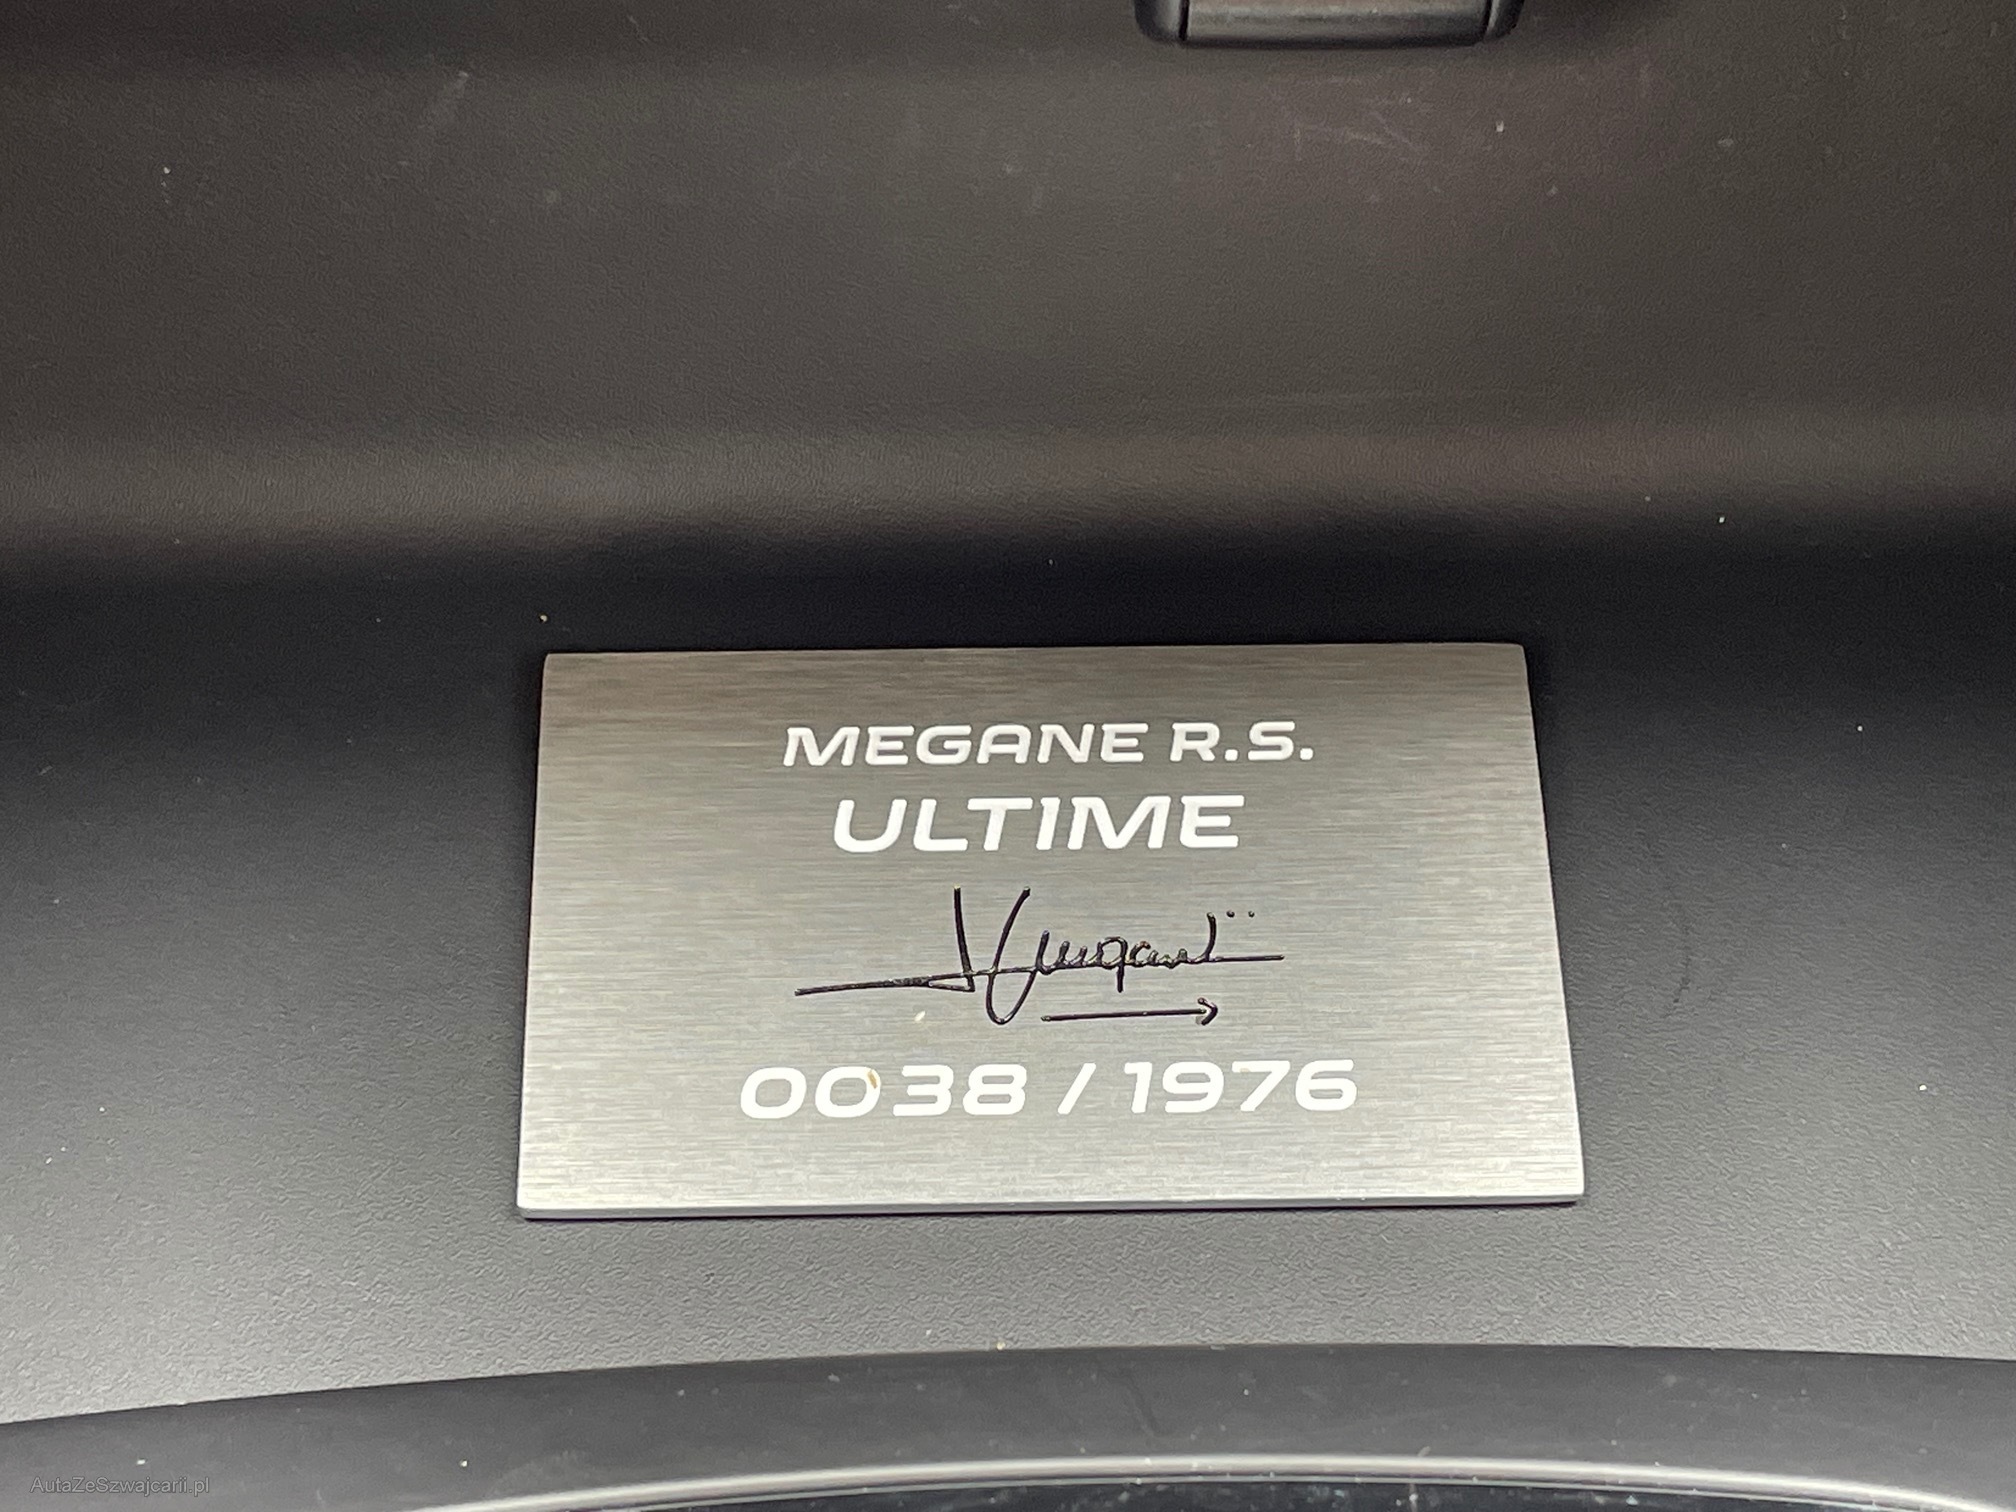 MEGANE R.S.
ULTIME
0038 / 1976
AutaZeSzwajcarii.pl